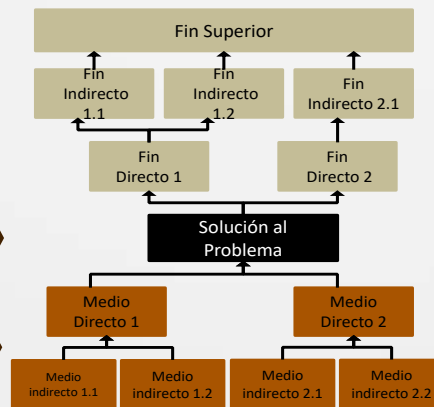 Fin Superior
Fin
Indirecto
1.1
Fin
Indirecto
1.2
Fin
Indirecto 2.1
Fin
Directo 1
Fin
Directo 2
Solución al
Problema
Medio
Directo 1
Medio
Directo 2
Medio
indirecto 1.1
Medio
indirecto 1.2
Medio
indirecto 2.1
Medio
indirecto 2.2